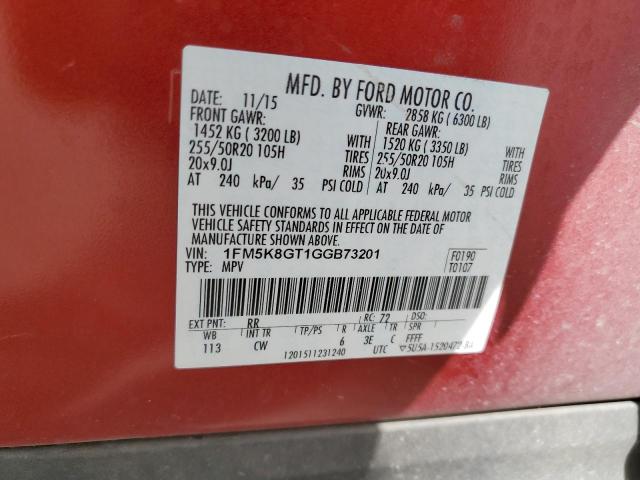 MFD. BY FORD MOTOR CO.
DATE: 11/15 GVWR: 2858 KG ( 6300 LB)
FRONT GAWR: REAR GAWR:
1452 KG ( 3200 LB) 1520 KG ( 3350 LB)
255/50R20 105H TIRES 255/50R20 105H TIRES
20x9.0J RIMS 20x9.0J RIMS
AT 240 kPa/ 35 PSI COLD AT 240 kPa/ 35 PSI COLD
THIS VEHICLE CONFORMS TO ALL APPLICABLE FEDERAL MOTOR
VEHICLE SAFETY STANDARDS IN EFFECT ON THE DATE OF
MANUFACTURE SHOWN ABOVE.
VIN: 1FM5K8GT1GGB73201 F0190
TYPE: MPV T0107
EXT PNT: RR RC: 72 DSO:
WB INT TR TP/PS R AXLE TR SPR
113 CW 6 3E C FFFF
1201511231240 UTC